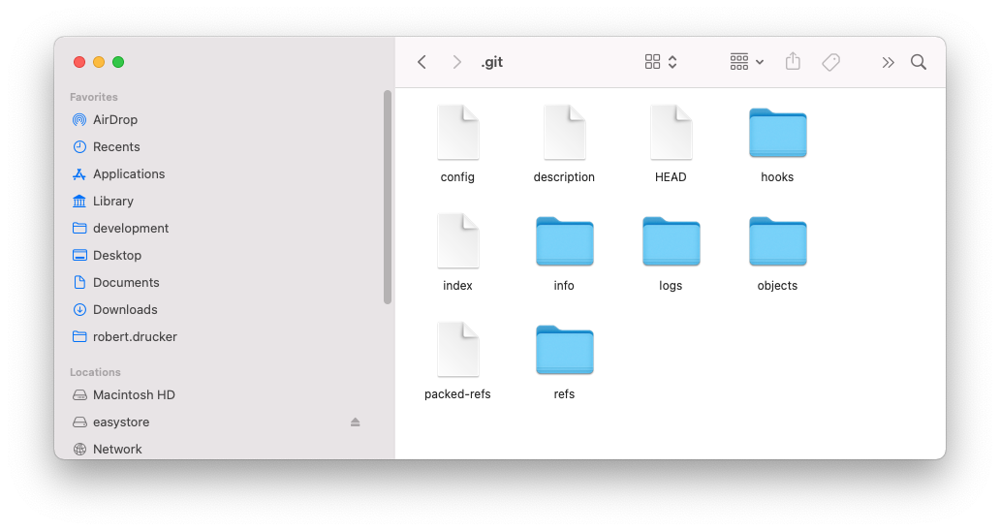 .git
Favorites
AirDrop
Recents
Applications
Library
development
Desktop
Documents
Downloads
robert.drucker
Locations
Macintosh HD
easystore
Network
config
description
HEAD
hooks
index
info
logs
objects
packed-refs
refs